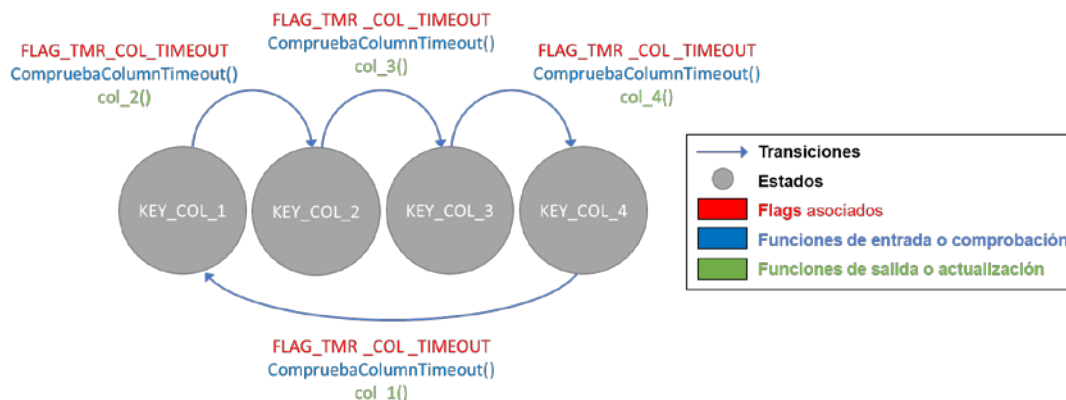 FLAG_TMR _COL _TIMEOUT
CompruebaColumnTimeout()
col_3()
FLAG_TMR_COL_TIMEOUT
CompruebaColumnTimeout()
col_2()
FLAG_TMR _COL _TIMEOUT
CompruebaColumnTimeout()
col_4()
KEY_COL_1
KEY_COL_2
KEY_COL_3
KEY_COL_4
Transiciones
Estados
Flags asociados
Funciones de entrada o comprobación
Funciones de salida o actualización
FLAG_TMR _COL _TIMEOUT
CompruebaColumnTimeout()
col_1()